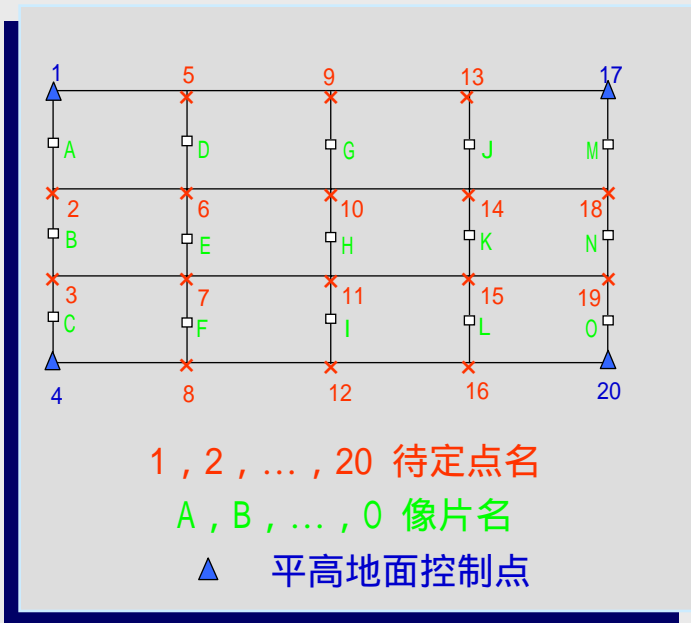 1 5 9 13 17
A D G J M
2 6 10 14 18
B E H K N
3 7 11 15 19
C F I L O
4 8 12 16 20
1 , 2 , … , 20 待定点名
A , B , … , O 像片名
平高地面控制点